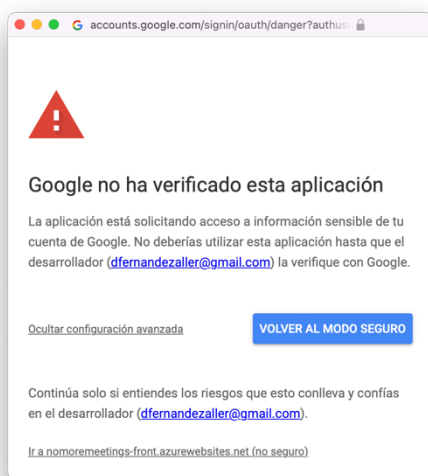 accounts.google.com/signin/oauth/danger?authus
Google no ha verificado esta aplicación
La aplicación está solicitando acceso a información sensible de tu
cuenta de Google. No deberías utilizar esta aplicación hasta que el
desarrollador (dfernandezaller@gmail.com) la verifique con Google.
Ocultar configuración avanzada
VOLVER AL MODO SEGURO
Continúa solo si entiendes los riesgos que esto conlleva y confías
en el desarrollador (dfernandezaller@gmail.com).
Ir a nomoremeetings-front.azurewebsites.net (no seguro)